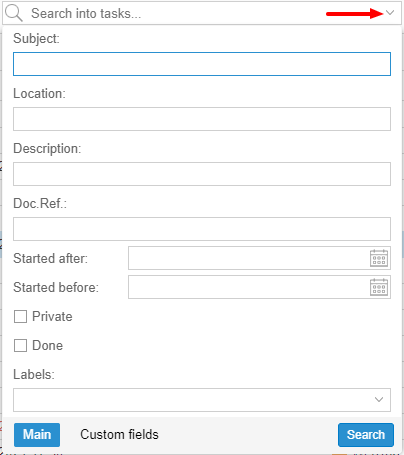 Search into tasks...
Subject:
Location:
Description:
Doc.Ref.:
Started after:
Started before:
Private
Done
Labels:
Main Custom fields Search